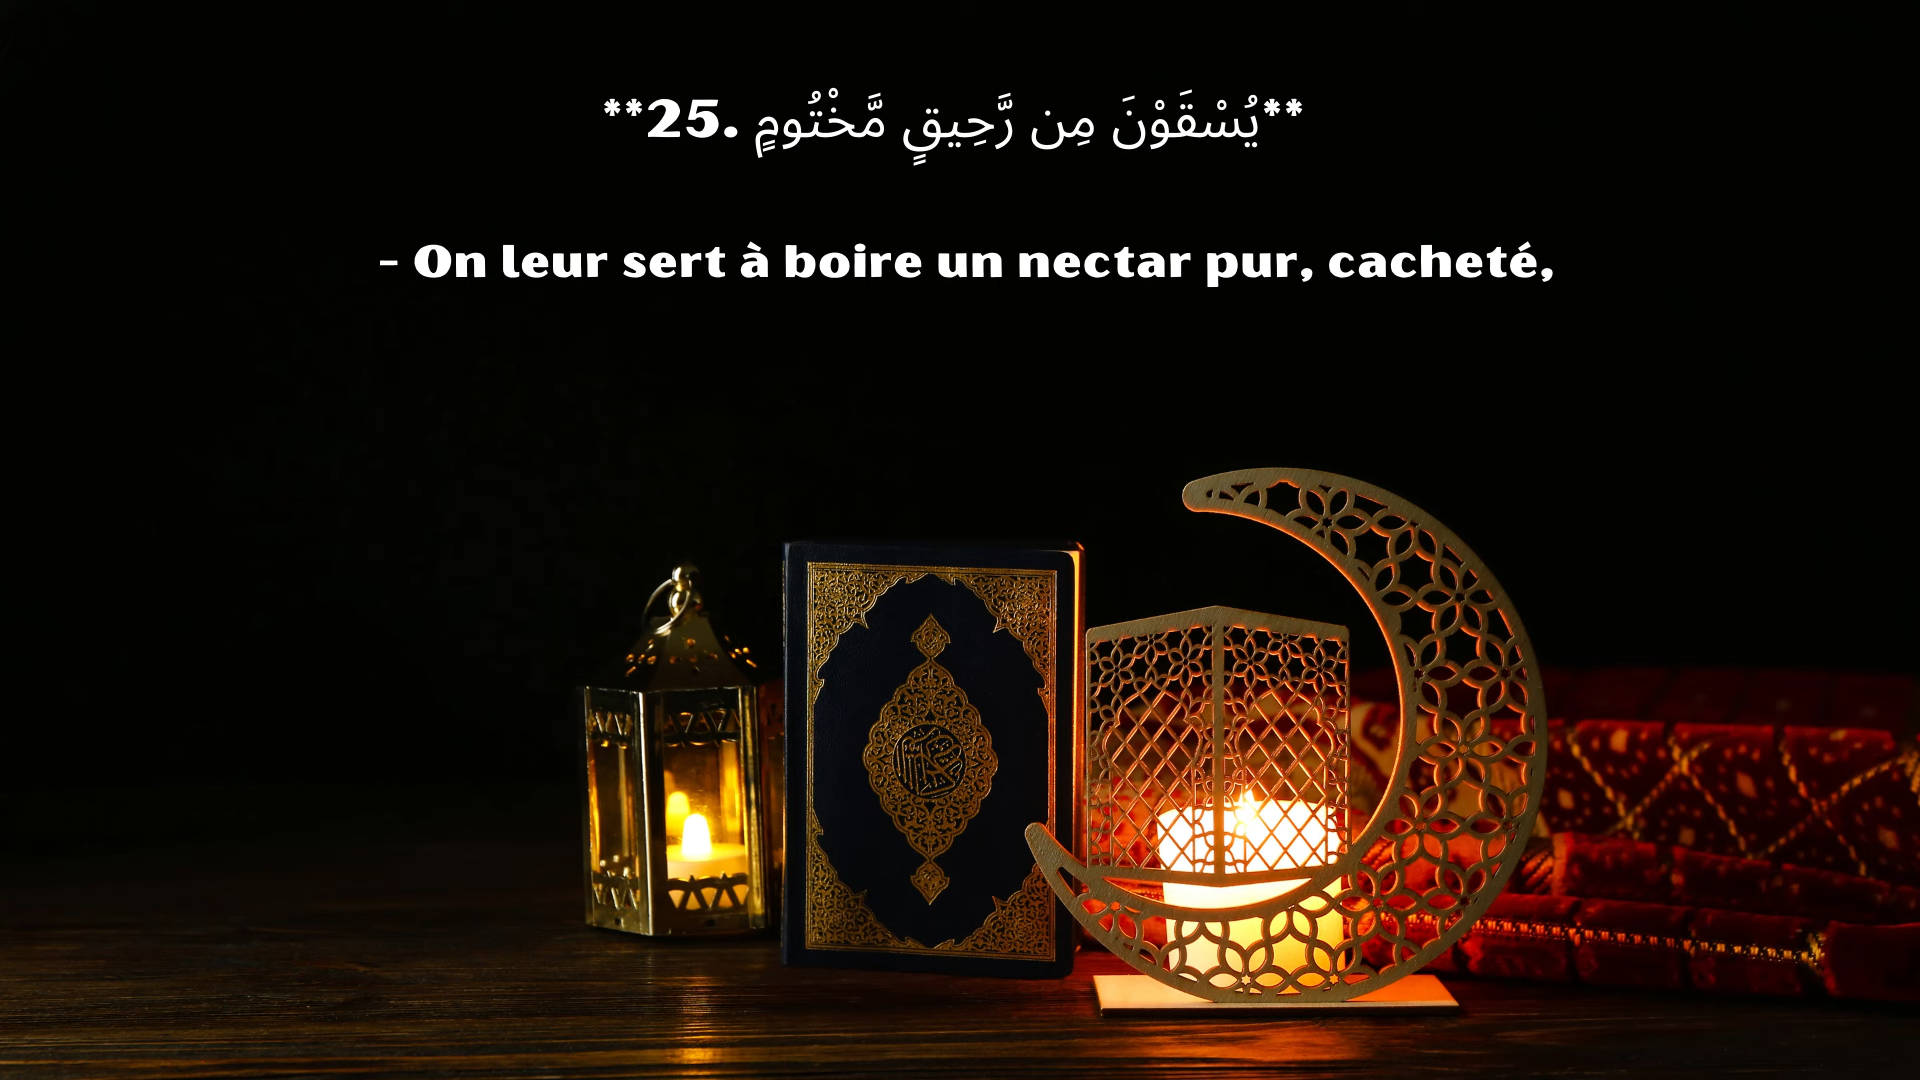 **25. يُسْقَوْنَ مِن رَّحِيقٍ مَّخْتُومٍ**
- On leur sert à boire un nectar pur, cacheté,